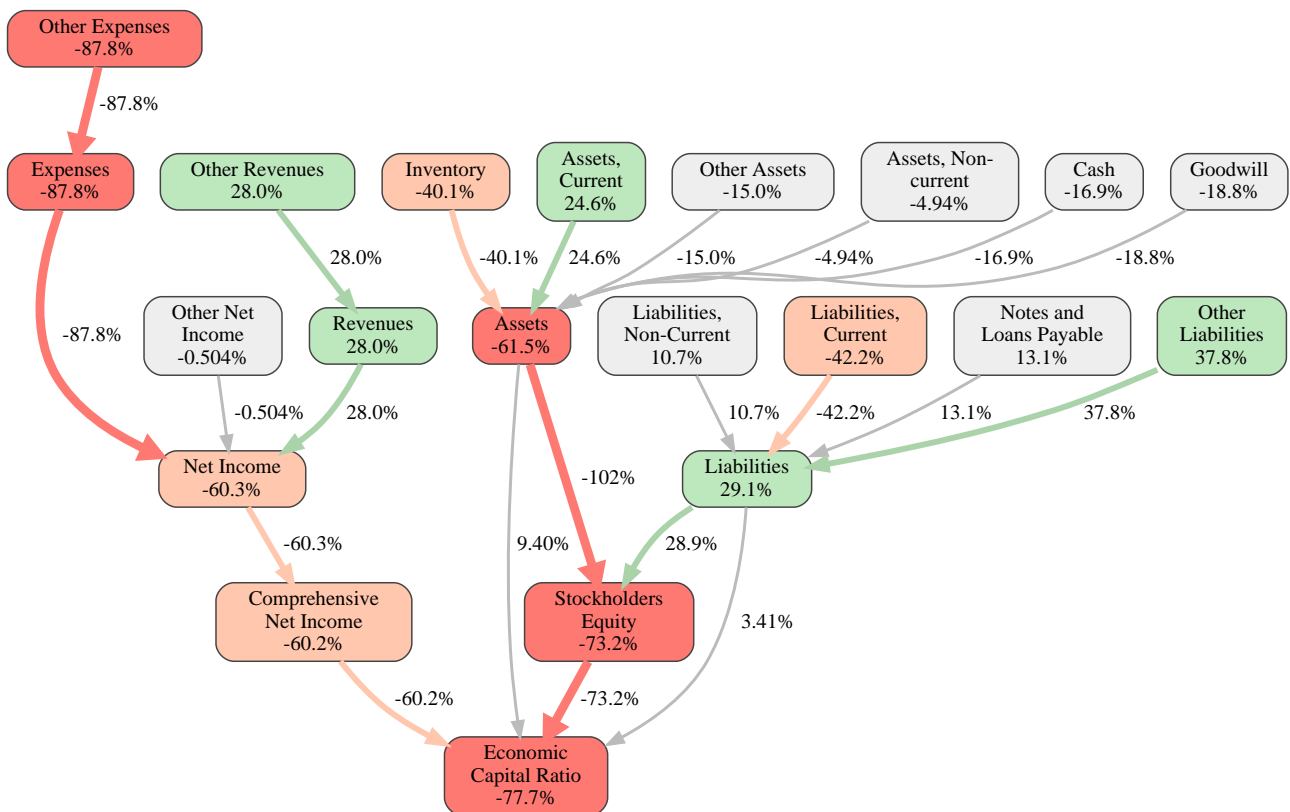 Other Expenses
-87.8%
-87.8%
Expenses
-87.8%
Other Revenues
28.0%
Inventory
-40.1%
Assets,
Current
24.6%
Other Assets
-15.0%
Assets, Non-
current
-4.94%
Cash
-16.9%
Goodwill
-18.8%
28.0%
-40.1%
24.6%
-15.0%
-4.94%
-16.9%
-18.8%
-87.8%
Other Net
Income
-0.504%
Revenues
28.0%
Assets
-61.5%
Liabilities,
Non-Current
10.7%
Liabilities,
Current
-42.2%
Notes and
Loans Payable
13.1%
Other
Liabilities
37.8%
-0.504%
28.0%
10.7%
-42.2%
13.1%
37.8%
Net Income
-60.3%
-102%
Liabilities
29.1%
-60.3%
9.40%
28.9%
Comprehensive
Net Income
-60.2%
Stockholders
Equity
-73.2%
3.41%
-60.2%
-73.2%
Economic
Capital Ratio
-77.7%